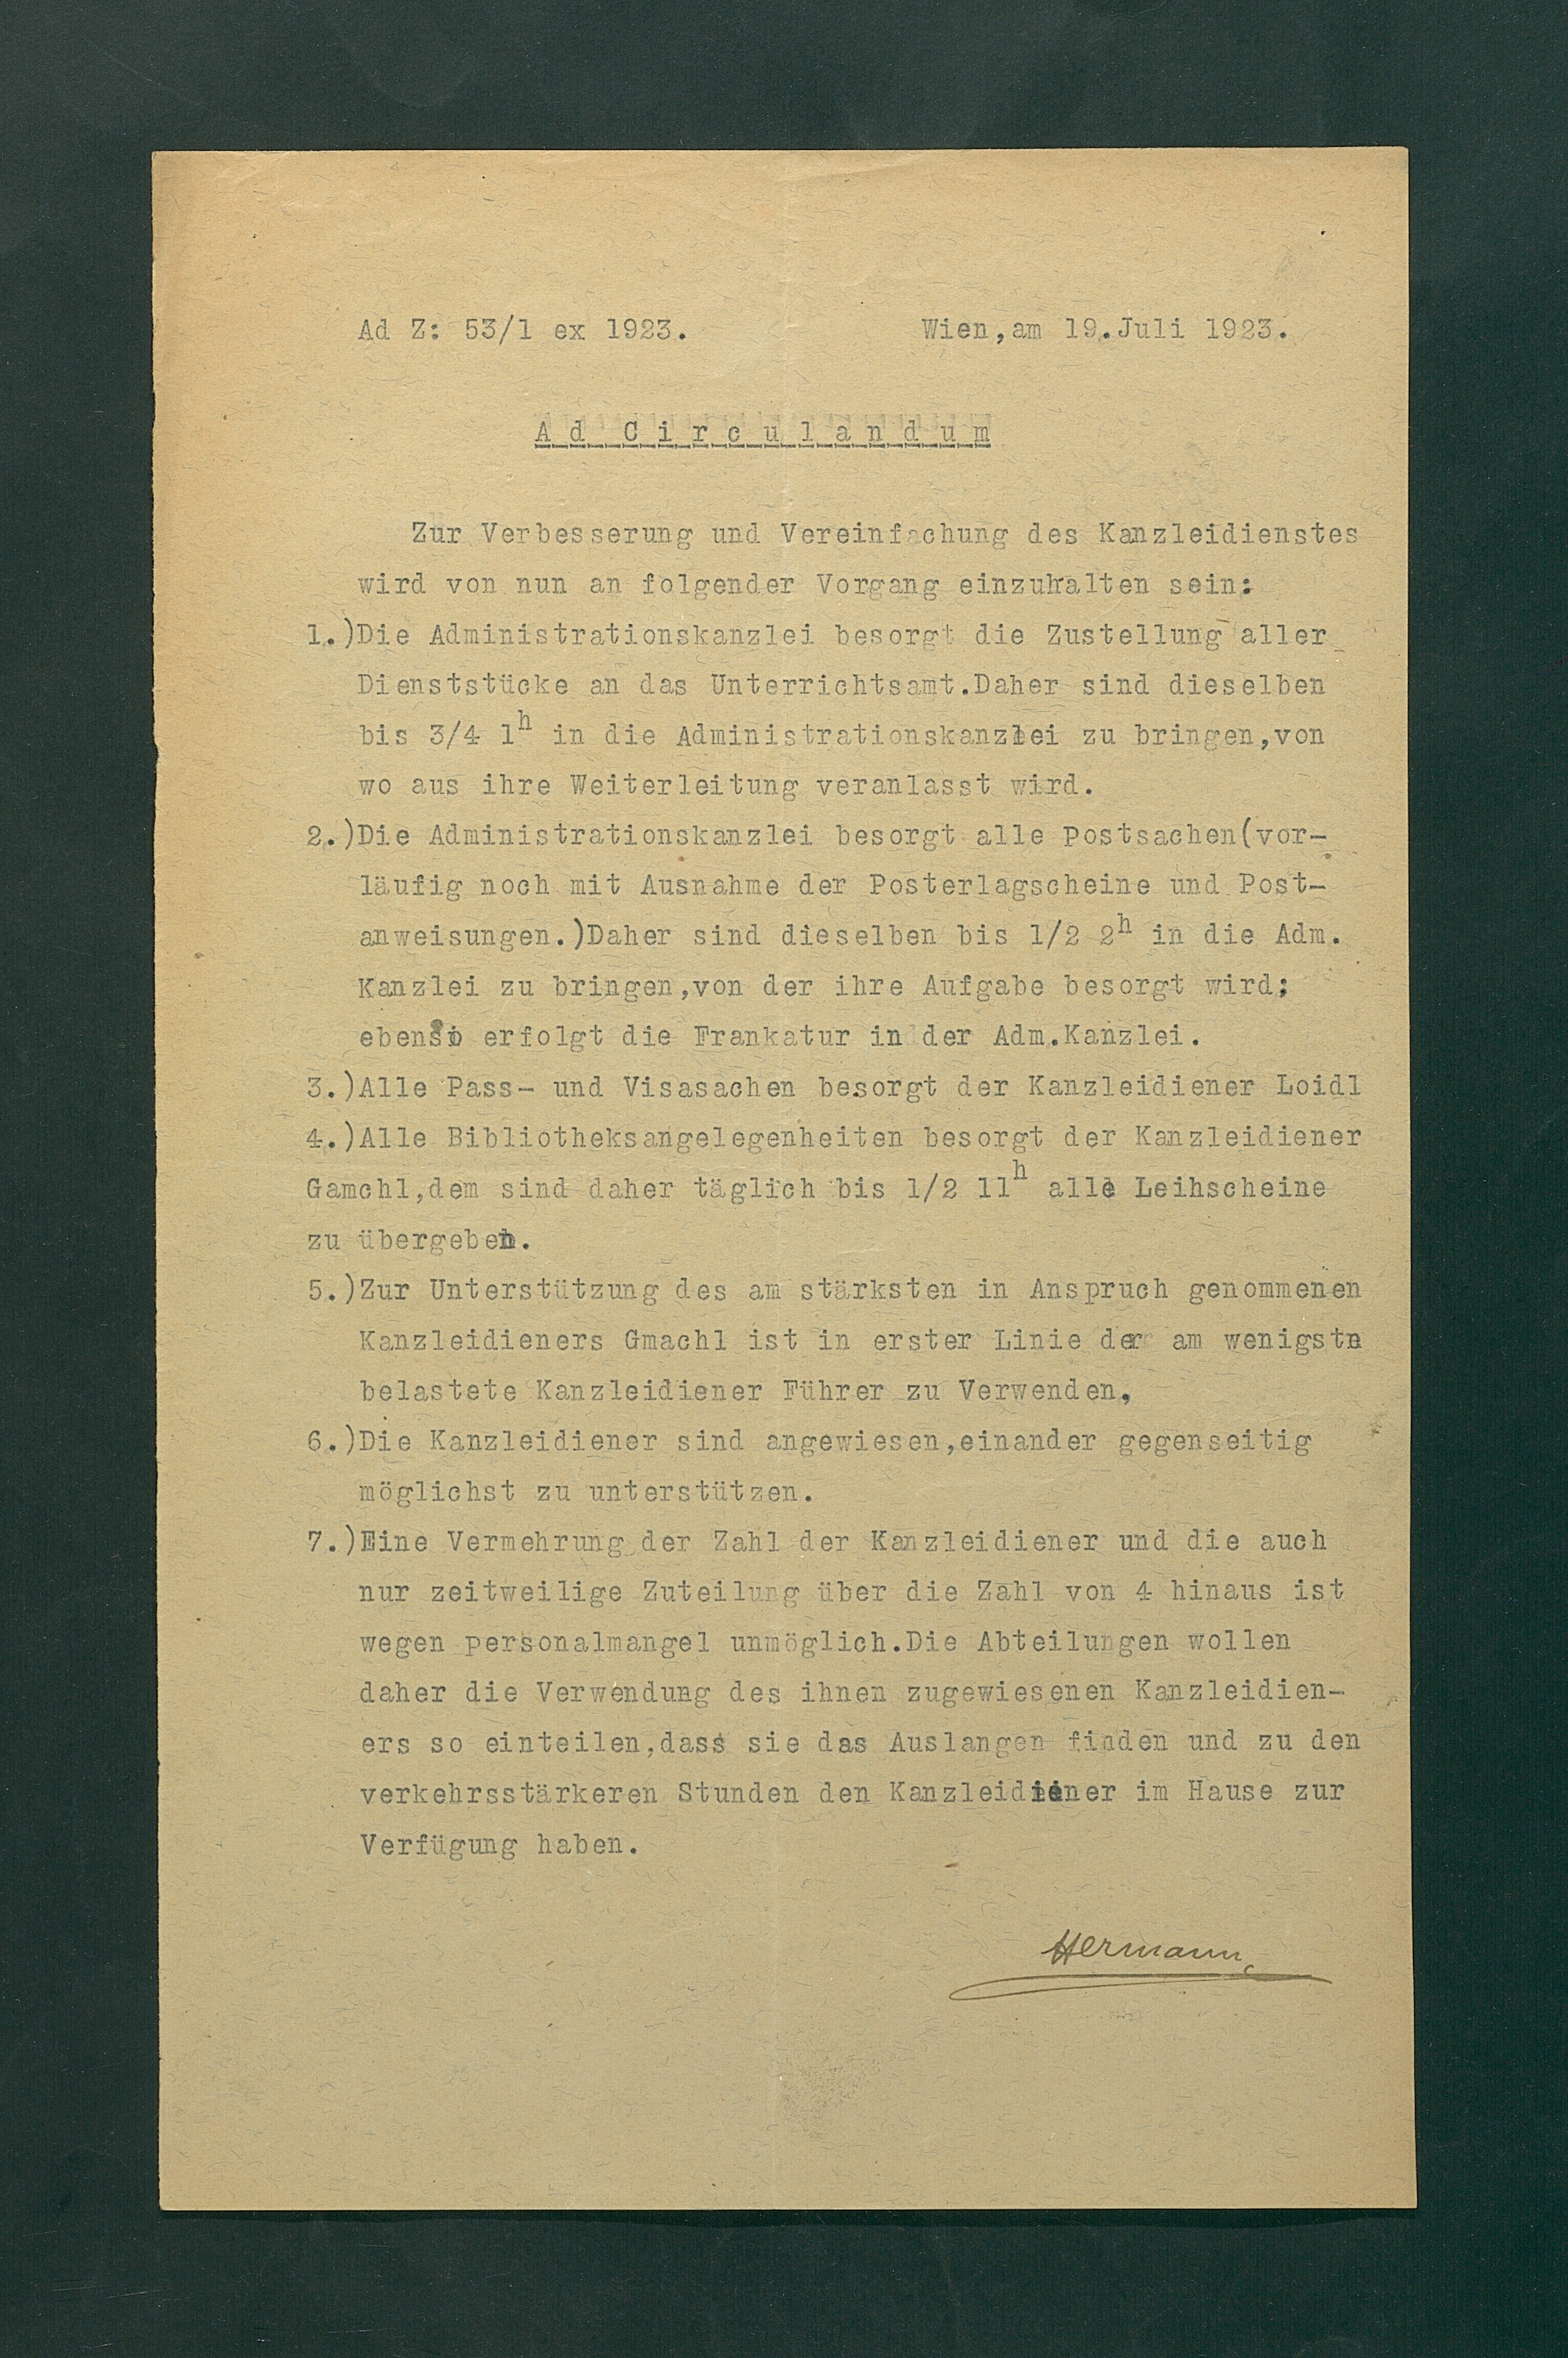 Ad Z: 53/1 ex 1923. Wien,am 19.Juli 1923.
Ad Circulandum
Zur Verbesserung und Vereinfachung des Kanzleidienstes
wird von nun an folgender Vorgang einzuhalten sein:
1.)Die Administrationskanzlei besorgt die Zustellung aller
Dienststücke an das Unterrichtsamt.Daher sind dieselben
bis 3/4 1h in die Administrationskanzlei zu bringen,von
wo aus ihre Weiterleitung veranlasst wird.
2.)Die Administrationskanzlei besorgt alle Postsachen(vor-
läufig noch mit Ausnahme der Posterlagscheine und Post-
anweisungen.)Daher sind dieselben bis 1/2 2h in die Adm.
Kanzlei zu bringen,von der ihre Aufgabe besorgt wird;
ebenso erfolgt die Frankatur in der Adm.Kanzlei.
3.)Alle Pass- und Visasachen besorgt der Kanzleidiener Loidl
4.)Alle Bibliotheksangelegenheiten besorgt der Kanzleidiener
Gamchl,dem sind daher täglich bis 1/2 11h alle Leihscheine
zu übergeben.
5.)Zur Unterstützung des am stärksten in Anspruch genommenen
Kanzleidieners Gmachl ist in erster Linie der am wenigstn
belastete Kanzleidiener Führer zu Verwenden.
6.)Die Kanzleidiener sind angewiesen,einander gegenseitig
möglichst zu unterstützen.
7.)Eine Vermehrung der Zahl der Kanzleidiener und die auch
nur zeitweilige Zuteilung über die Zahl von 4 hinaus ist
wegen personalmangel unmöglich.Die Abteilungen wollen
daher die Verwendung des ihnen zugewiesenen Kanzleidien-
ers so einteilen,dass sie das Auslangen finden und zu den
verkehrsstärkeren Stunden den Kanzleidiener im Hause zur
Verfügung haben.
Hermann